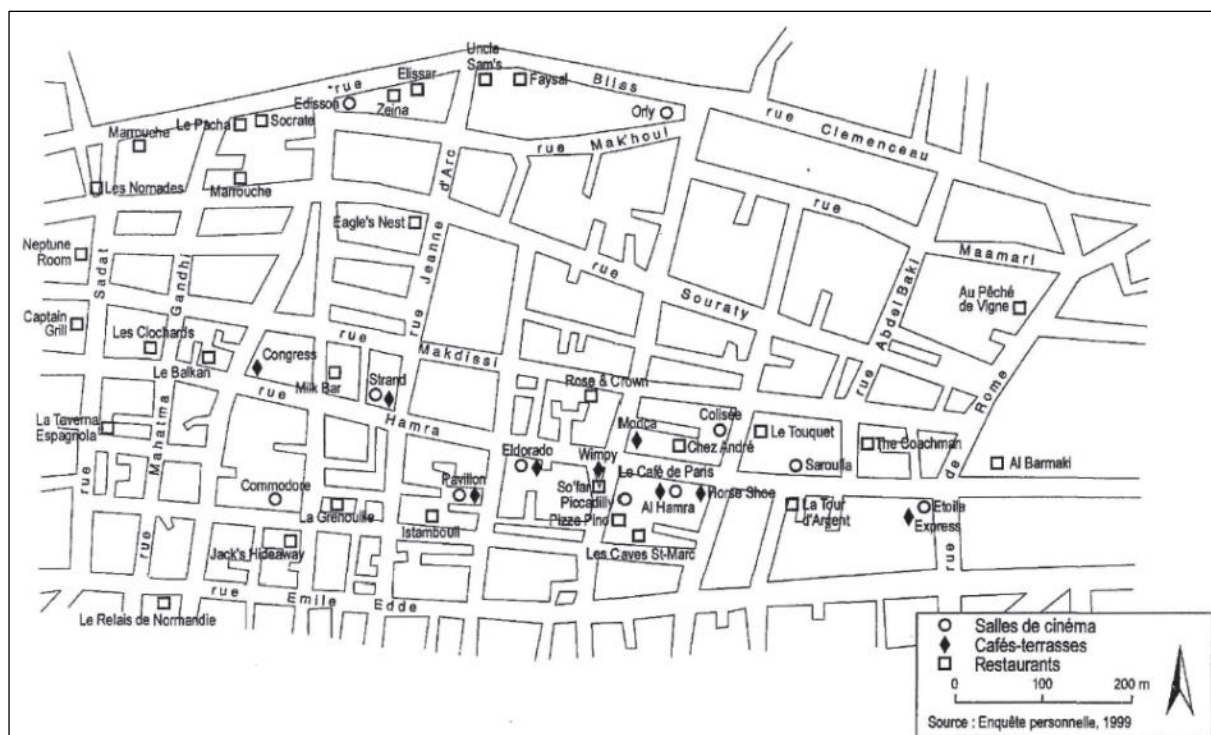 Uncle
Sam's
Elissar
Faysal
rue Bliss
Edisson
Zeina
Orly
rue Clemenceau
Le Pacha
Socrate
Marrouche
rue Mak'houl
Les Nomades
Marrouche
rue Jeanne d'Arc
Eagle's Nest
rue Maamari
Neptune
Room
rue Sadat
rue Mahatma Gandhi
rue Souraty
rue Abdel Baki
Au Pêché
de Vigne
Captain
Grill
Les Clochards
rue Makdissi
Congress
Le Balkan
Milk Bar
Strand
Rose & Crown
rue de Rome
rue Hamra
La Taverna
Espagnola
Colisée
Modca
Chez André
Le Touquet
The Coachman
Eldorado
Wimpy
Saroulla
Al Barmaki
Le Café de Paris
Commodore
Pavillon
So'far
Piccadilly
Al Hamra
Horse Shoe
La Grenouille
Istambouli
Pizza Pino
La Tour
d'Argent
Etoile
Express
Jack's Hideaway
Les Caves St-Marc
rue
rue Emile Edde
Le Relais de Normandie
Salles de cinéma
Cafés-terrasses
Restaurants
0 100 200 m
Source : Enquête personnelle, 1999